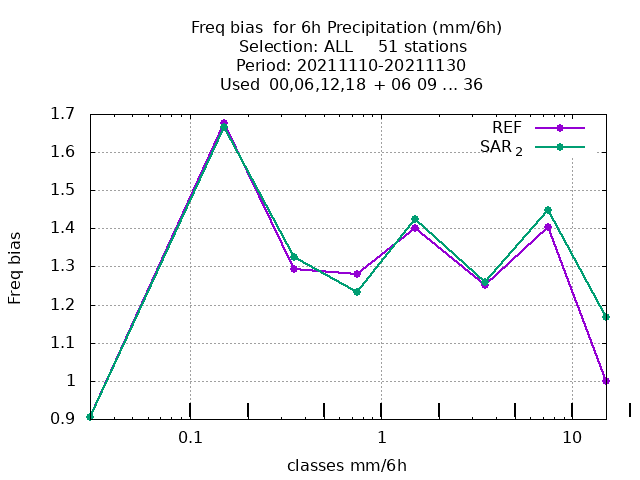 Freq bias  for 6h Precipitation (mm/6h)
Selection: ALL     51 stations
Period: 20211110-20211130
Used  00,06,12,18  + 06 09 ... 36
REF
SAR 2
1.7
1.6
1.5
1.4
1.3
1.2
1.1
1
0.9
Freq bias
0.1 1 10
classes mm/6h